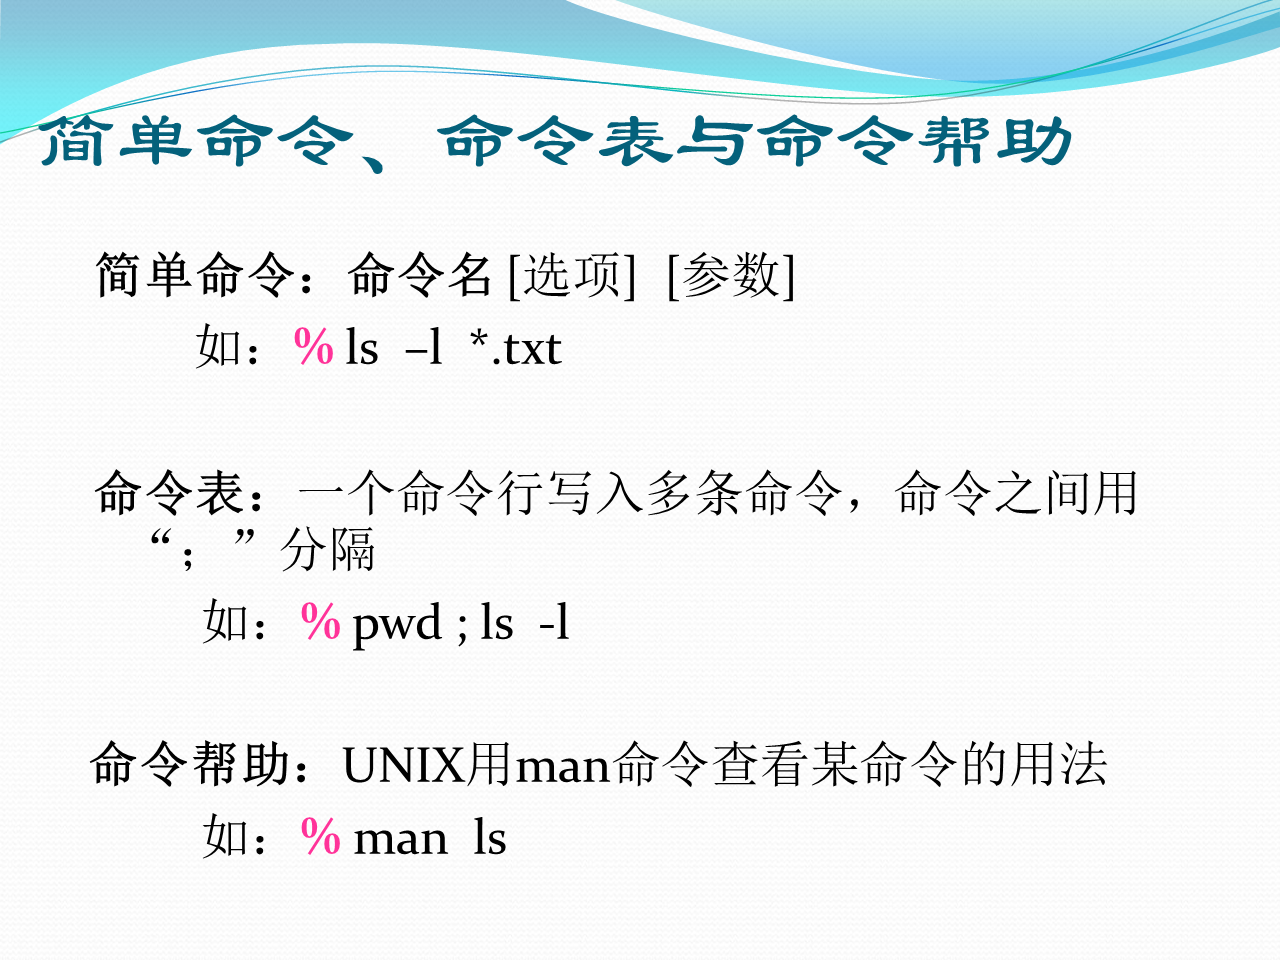 简单命令、命令表与命令帮助
简单命令：命令名 [选项]  [参数]
如：% ls  –l  *.txt
命令表：一个命令行写入多条命令，命令之间用
“；”分隔
如：% pwd ; ls  -l
命令帮助：UNIX用man命令查看某命令的用法
如：% man  ls